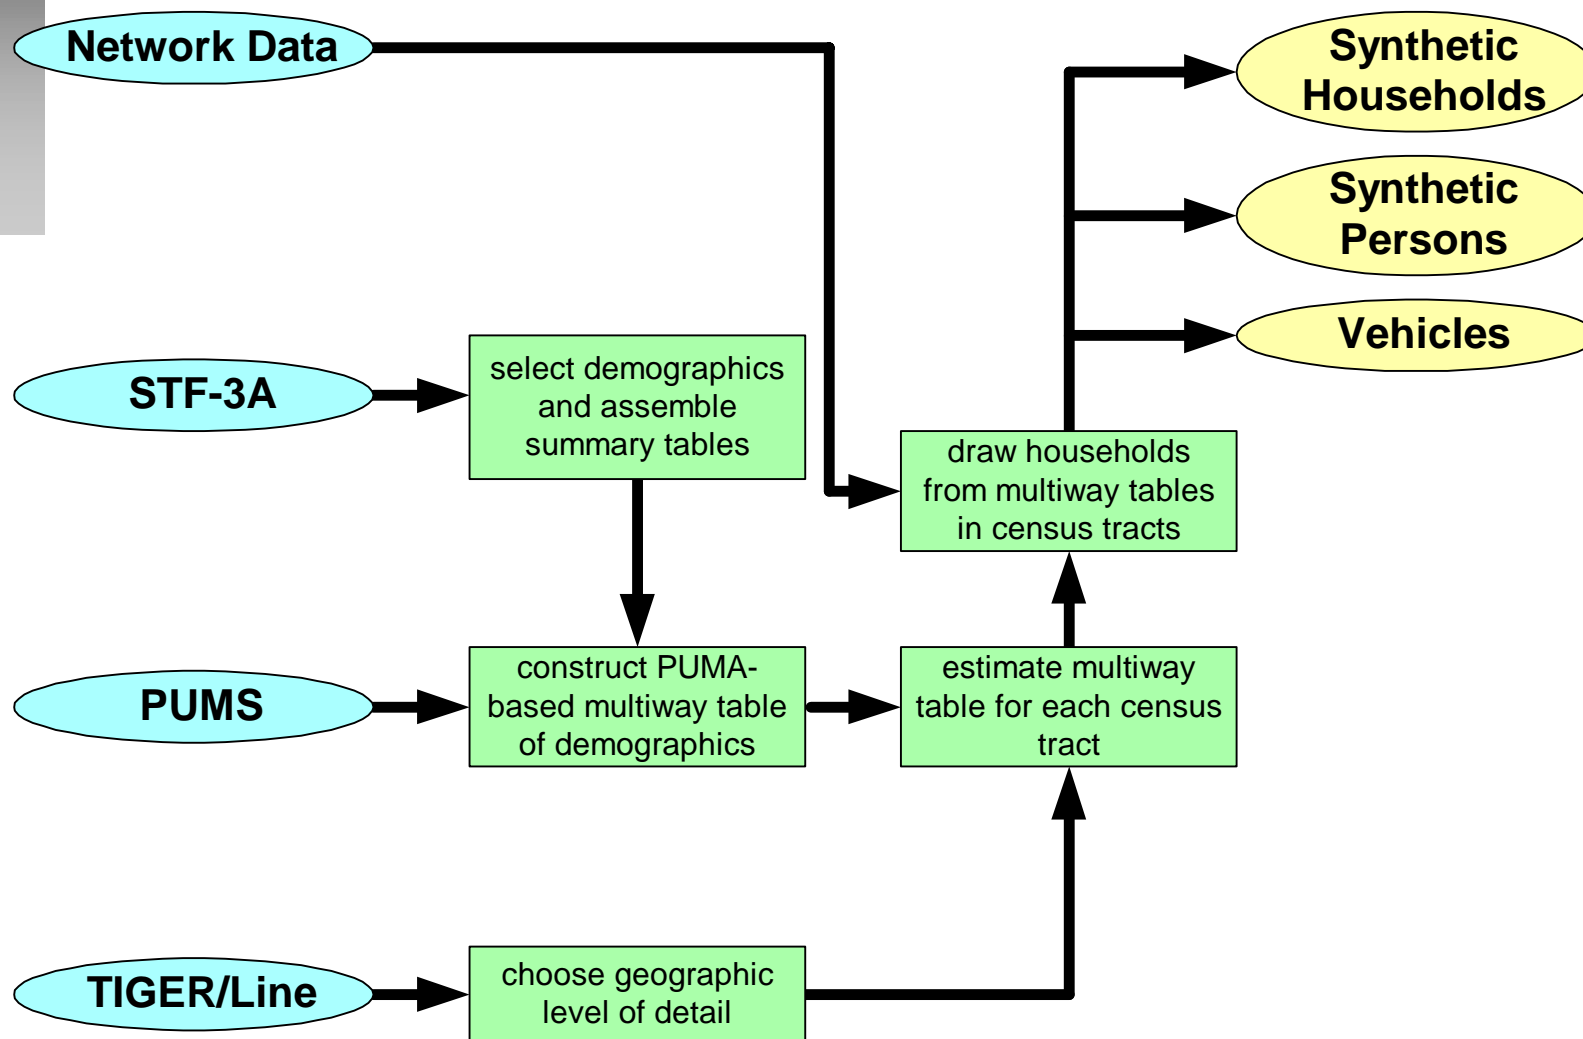 Network Data
Synthetic
Households
Synthetic
Persons
Vehicles
STF-3A
select demographics
and assemble
summary tables
draw households
from multiway tables
in census tracts
PUMS
construct PUMA-
based multiway table
of demographics
estimate multiway
table for each census
tract
TIGER/Line
choose geographic
level of detail